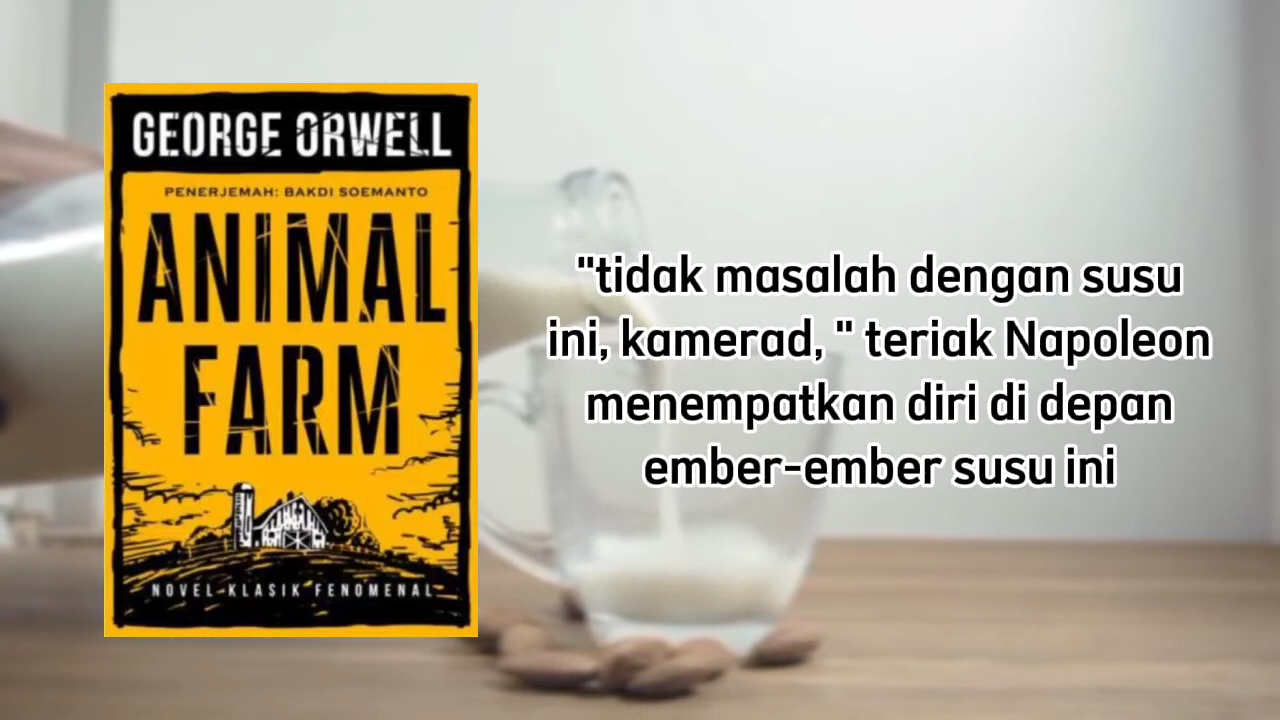 GEORGE ORWELL
PENERJEMAH: BAKDI SOEMANTO
ANIMAL
FARM
NOVEL KLASIK FENOMENAL
"tidak masalah dengan susu
ini, kamerad, " teriak Napoleon
menempatkan diri di depan
ember-ember susu ini